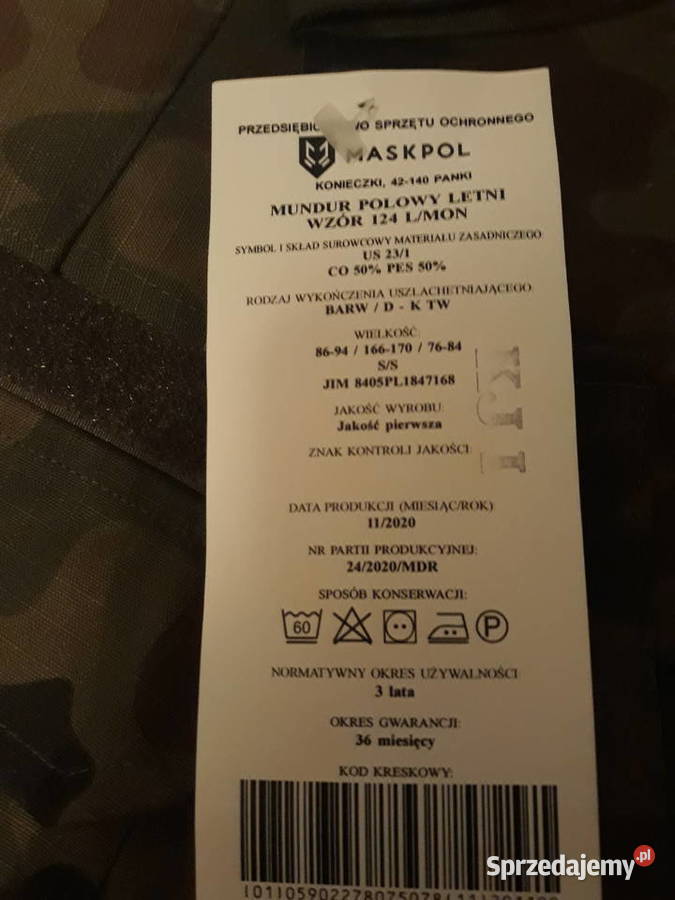 PRZEDSIĘBIO WO SPRZĘTU OCHRONNEGO
MASKPOL
KONIECZKI, 42-140 PANKI
MUNDUR POLOWY LETNI
WZÓR 124 L/MON
SYMBOL I SKŁAD SUROWCOWY MATERIAŁU ZASADNICZEGO
US 23/1
CO 50% PES 50%
RODZAJ WYKOŃCZENIA USZLACHETNIAJĄCEGO
BARW / D - K TW
WIELKOŚĆ:
86-94 / 166-170 / 76-84
S/S
JIM 8405PL1847168
JAKOŚĆ WYROBU:
Jakość pierwsza
ZNAK KONTROLI JAKOŚCI:
DATA PRODUKCJI (MIESIĄC/ROK)
11/2020
NR PARTII PRODUKCYJNEJ:
24/2020/MDR
SPOSÓB KONSERWACJI:
60 P
NORMATYWNY OKRES UŻYWALNOŚCI:
3 lata
OKRES GWARANCJI:
36 miesięcy
KOD KRESKOWY:
Sprzedajemy.pl